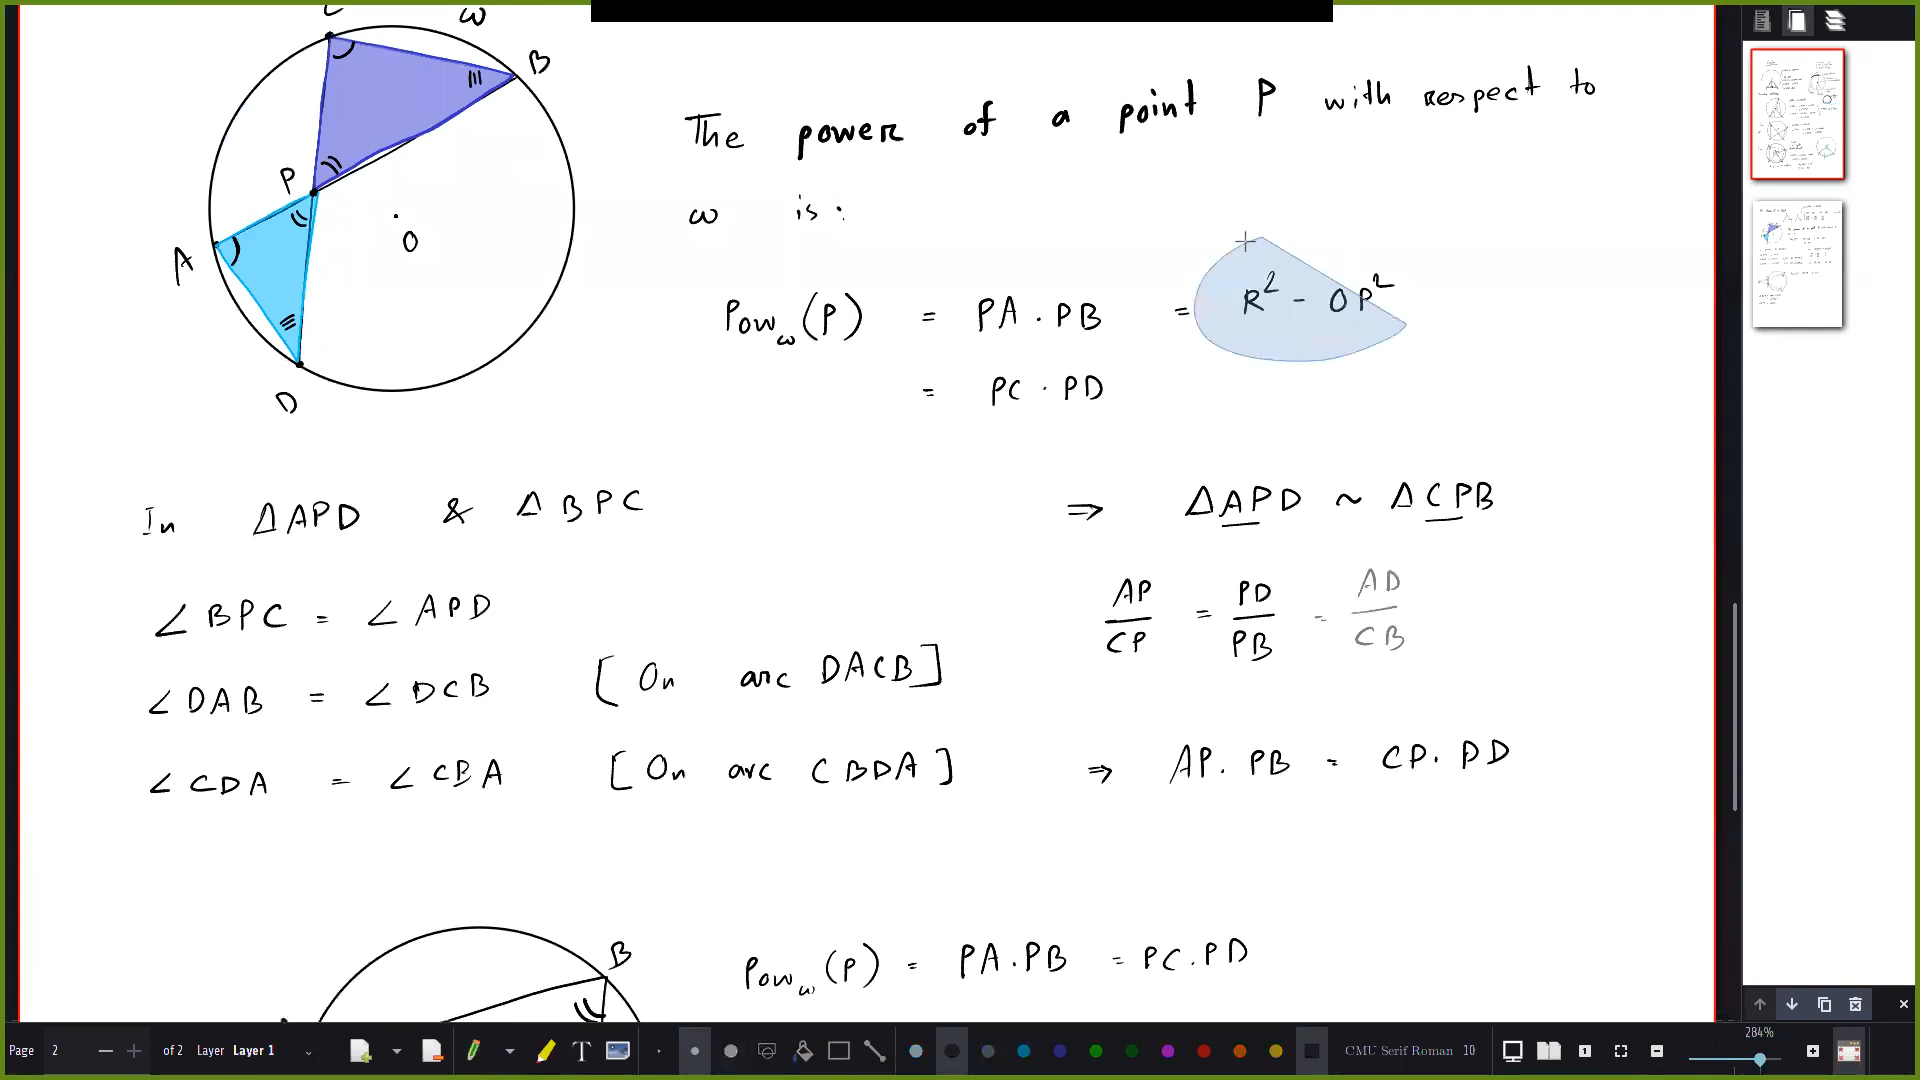 C ω
B
P
O
A
D
The power of a point P with respect to
ω is :
Pow_ω(P) = PA . PB = R² - OP²
= PC . PD
In ΔAPD & ΔBPC ⇒ ΔAPD ~ ΔCPB
∠BPC = ∠APD AP/CP = PD/PB = AD/CB
∠DAB = ∠DCB [On arc DACB]
∠CDA = ∠CBA [On arc CBDA] ⇒ AP. PB = CP. PD
B
Pow_ω(P) = PA.PB = PC.PD
284%
Page 2 of 2 Layer Layer 1 T CMU Serif Roman 10 1